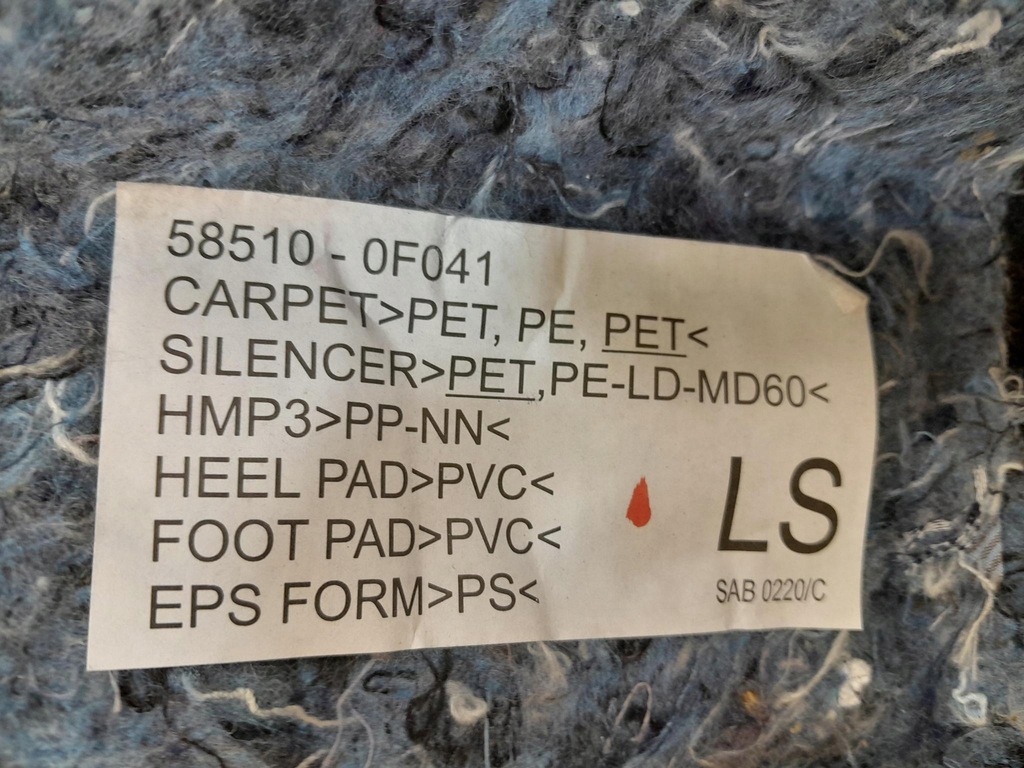 58510 - 0F041
CARPET>PET, PE, PET<
SILENCER>PET,PE-LD-MD60<
HMP3>PP-NN<
HEEL PAD>PVC<
FOOT PAD>PVC<
EPS FORM>PS<
LS
SAB 0220/C